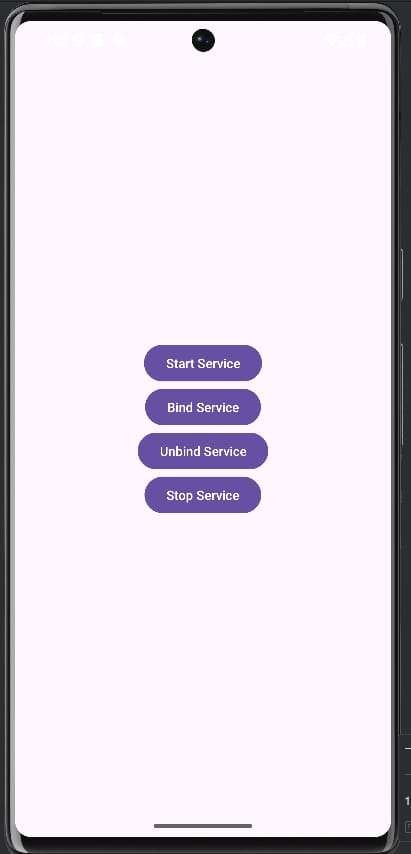 Start Service
Bind Service
Unbind Service
Stop Service